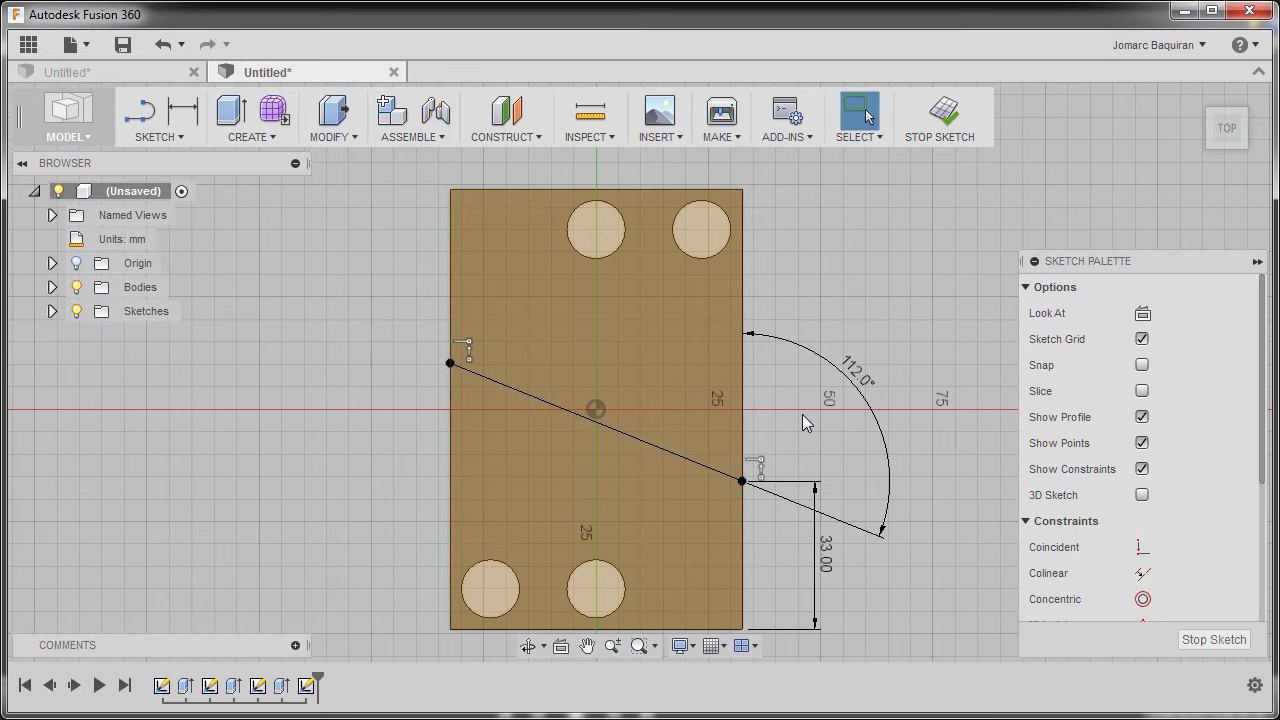 Autodesk Fusion 360
Jomarc Baquiran
Untitled*
Untitled*
MODEL
SKETCH
CREATE
MODIFY
ASSEMBLE
CONSTRUCT
INSPECT
INSERT
MAKE
ADD-INS
SELECT
STOP SKETCH
TOP
BROWSER
(Unsaved)
Named Views
Units: mm
Origin
Bodies
Sketches
112.0°
25
50
75
25
33.00
SKETCH PALETTE
Options
Look At
Sketch Grid
Snap
Slice
Show Profile
Show Points
Show Constraints
3D Sketch
Constraints
Coincident
Colinear
Concentric
Stop Sketch
COMMENTS